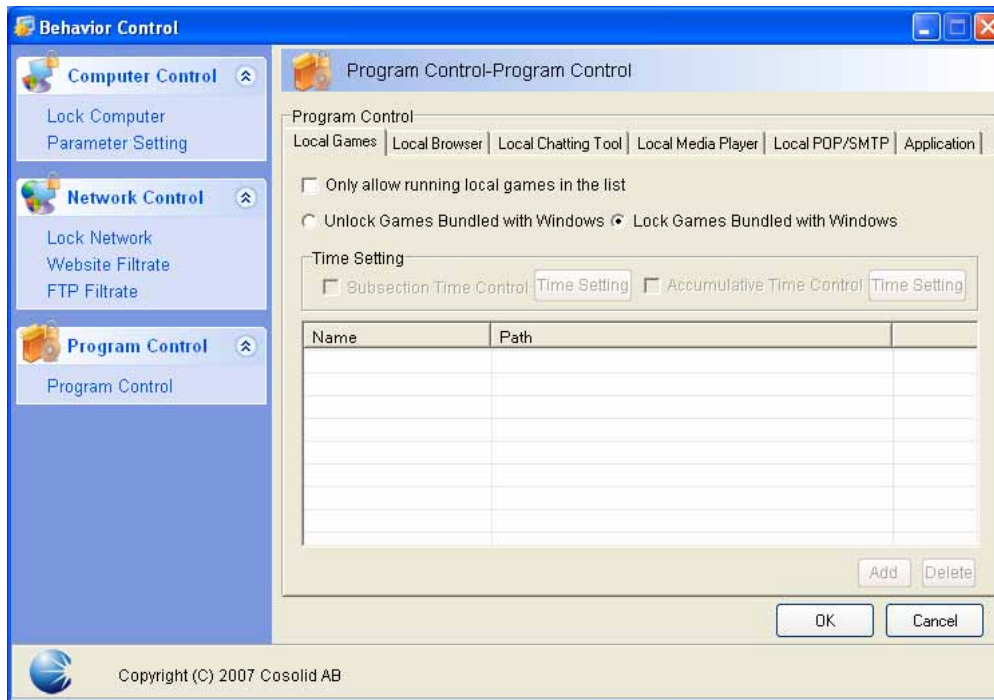 Behavior Control
Computer Control
Lock Computer
Parameter Setting
Network Control
Lock Network
Website Filtrate
FTP Filtrate
Program Control
Program Control
Program Control-Program Control
Program Control
Local Games Local Browser Local Chatting Tool Local Media Player Local POP/SMTP Application
Only allow running local games in the list
Unlock Games Bundled with Windows Lock Games Bundled with Windows
Time Setting
Subsection Time Control Time Setting Accumulative Time Control Time Setting
Name Path
Add Delete
OK Cancel
Copyright (C) 2007 Cosolid AB